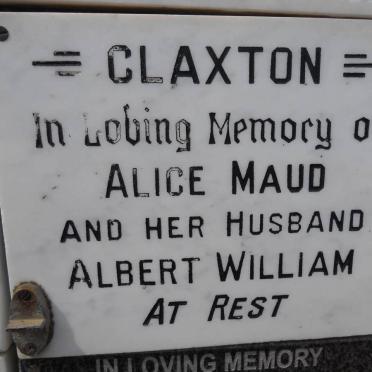 CLAXTON
In Loving Memory o
ALICE MAUD
AND HER HUSBAND
ALBERT WILLIAM
AT REST
IN LOVING MEMORY